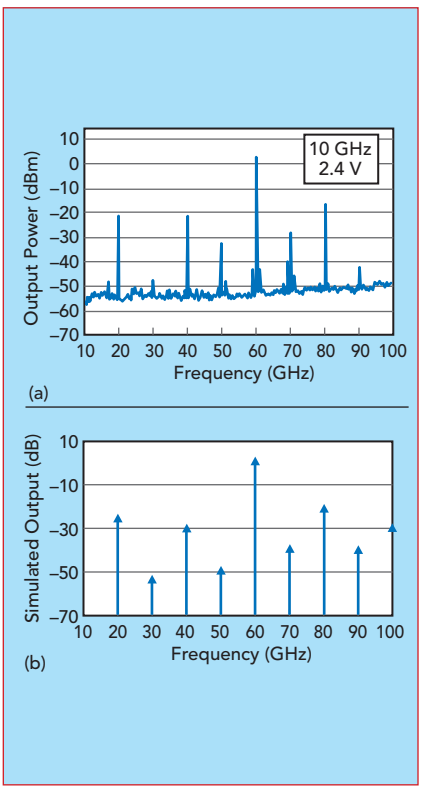 10 GHz
2.4 V
10
0
−10
−20
−30
−40
−50
−60
−70
Output Power (dBm)
10 20 30 40 50 60 70 80 90 100
Frequency (GHz)
(a)
10
−10
−30
−50
−70
Simulated Output (dB)
10 20 30 40 50 60 70 80 90 100
Frequency (GHz)
(b)